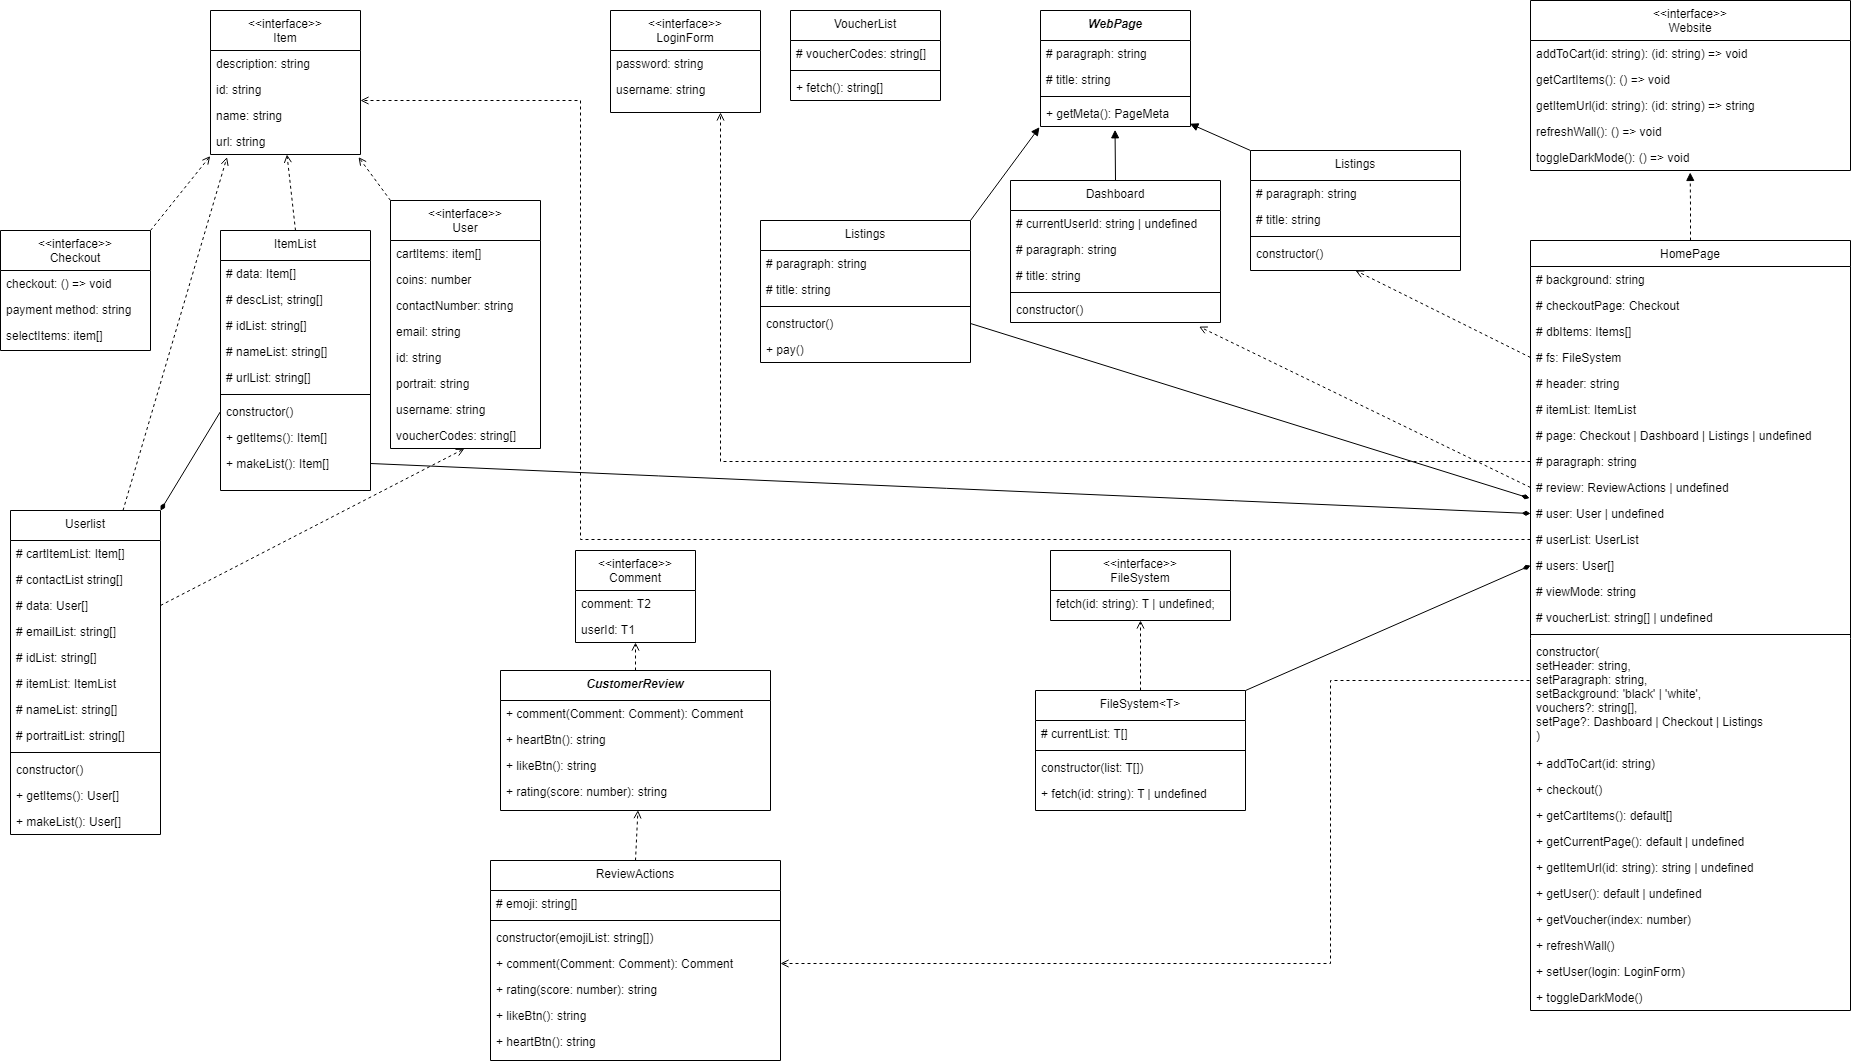 <<interface>>
Item
description: string
id: string
name: string
url: string
<<interface>>
LoginForm
password: string
username: string
VoucherList
# voucherCodes: string[]
+ fetch(): string[]
WebPage
# paragraph: string
# title: string
+ getMeta(): PageMeta
<<interface>>
Website
addToCart(id: string): (id: string) => void
getCartItems(): () => void
getItemUrl(id: string): (id: string) => string
refreshWall(): () => void
toggleDarkMode(): () => void
<<interface>>
Checkout
checkout: () => void
payment method: string
selectItems: item[]
ItemList
# data: Item[]
# descList; string[]
# idList: string[]
# nameList: string[]
# urlList: string[]
constructor()
+ getItems(): Item[]
+ makeList(): Item[]
<<interface>>
User
cartItems: item[]
coins: number
contactNumber: string
email: string
id: string
portrait: string
username: string
voucherCodes: string[]
Listings
# paragraph: string
# title: string
constructor()
+ pay()
Dashboard
# currentUserId: string | undefined
# paragraph: string
# title: string
constructor()
Listings
# paragraph: string
# title: string
constructor()
HomePage
# background: string
# checkoutPage: Checkout
# dbItems: Items[]
# fs: FileSystem
# header: string
# itemList: ItemList
# page: Checkout | Dashboard | Listings | undefined
# paragraph: string
# review: ReviewActions | undefined
# user: User | undefined
# userList: UserList
# users: User[]
# viewMode: string
# voucherList: string[] | undefined
constructor(
setHeader: string,
setParagraph: string,
setBackground: 'black' | 'white',
vouchers?: string[],
setPage?: Dashboard | Checkout | Listings
)
+ addToCart(id: string)
+ checkout()
+ getCartItems(): default[]
+ getCurrentPage(): default | undefined
+ getItemUrl(id: string): string | undefined
+ getUser(): default | undefined
+ getVoucher(index: number)
+ refreshWall()
+ setUser(login: LoginForm)
+ toggleDarkMode()
Userlist
# cartItemList: Item[]
# contactList string[]
# data: User[]
# emailList: string[]
# idList: string[]
# itemList: ItemList
# nameList: string[]
# portraitList: string[]
constructor()
+ getItems(): User[]
+ makeList(): User[]
<<interface>>
Comment
comment: T2
userId: T1
CustomerReview
+ comment(Comment: Comment): Comment
+ heartBtn(): string
+ likeBtn(): string
+ rating(score: number): string
ReviewActions
# emoji: string[]
constructor(emojiList: string[])
+ comment(Comment: Comment): Comment
+ rating(score: number): string
+ likeBtn(): string
+ heartBtn(): string
<<interface>>
FileSystem
fetch(id: string): T | undefined;
FileSystem<T>
# currentList: T[]
constructor(list: T[])
+ fetch(id: string): T | undefined